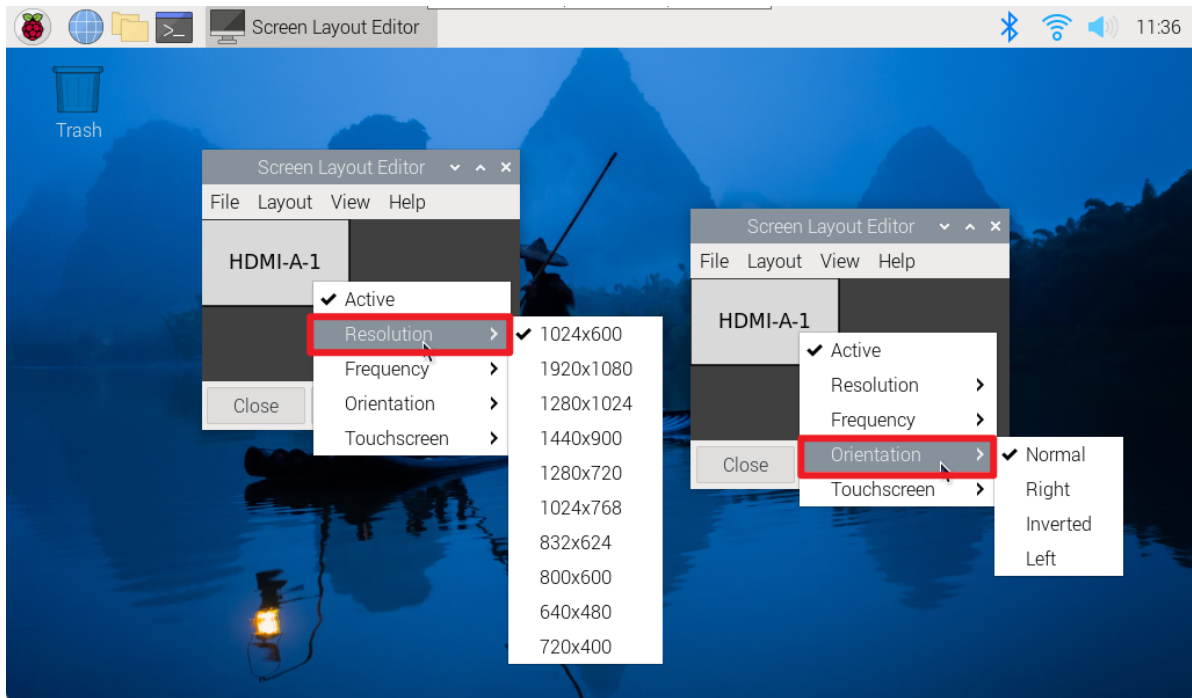 >_
Screen Layout Editor
11:36
Trash
Screen Layout Editor
File Layout View Help
HDMI-A-1
Active
Resolution
Frequency
Orientation
Touchscreen
Close
1024x600
1920x1080
1280x1024
1440x900
1280x720
1024x768
832x624
800x600
640x480
720x400
Screen Layout Editor
File Layout View Help
HDMI-A-1
Active
Resolution
Frequency
Orientation
Touchscreen
Close
Normal
Right
Inverted
Left